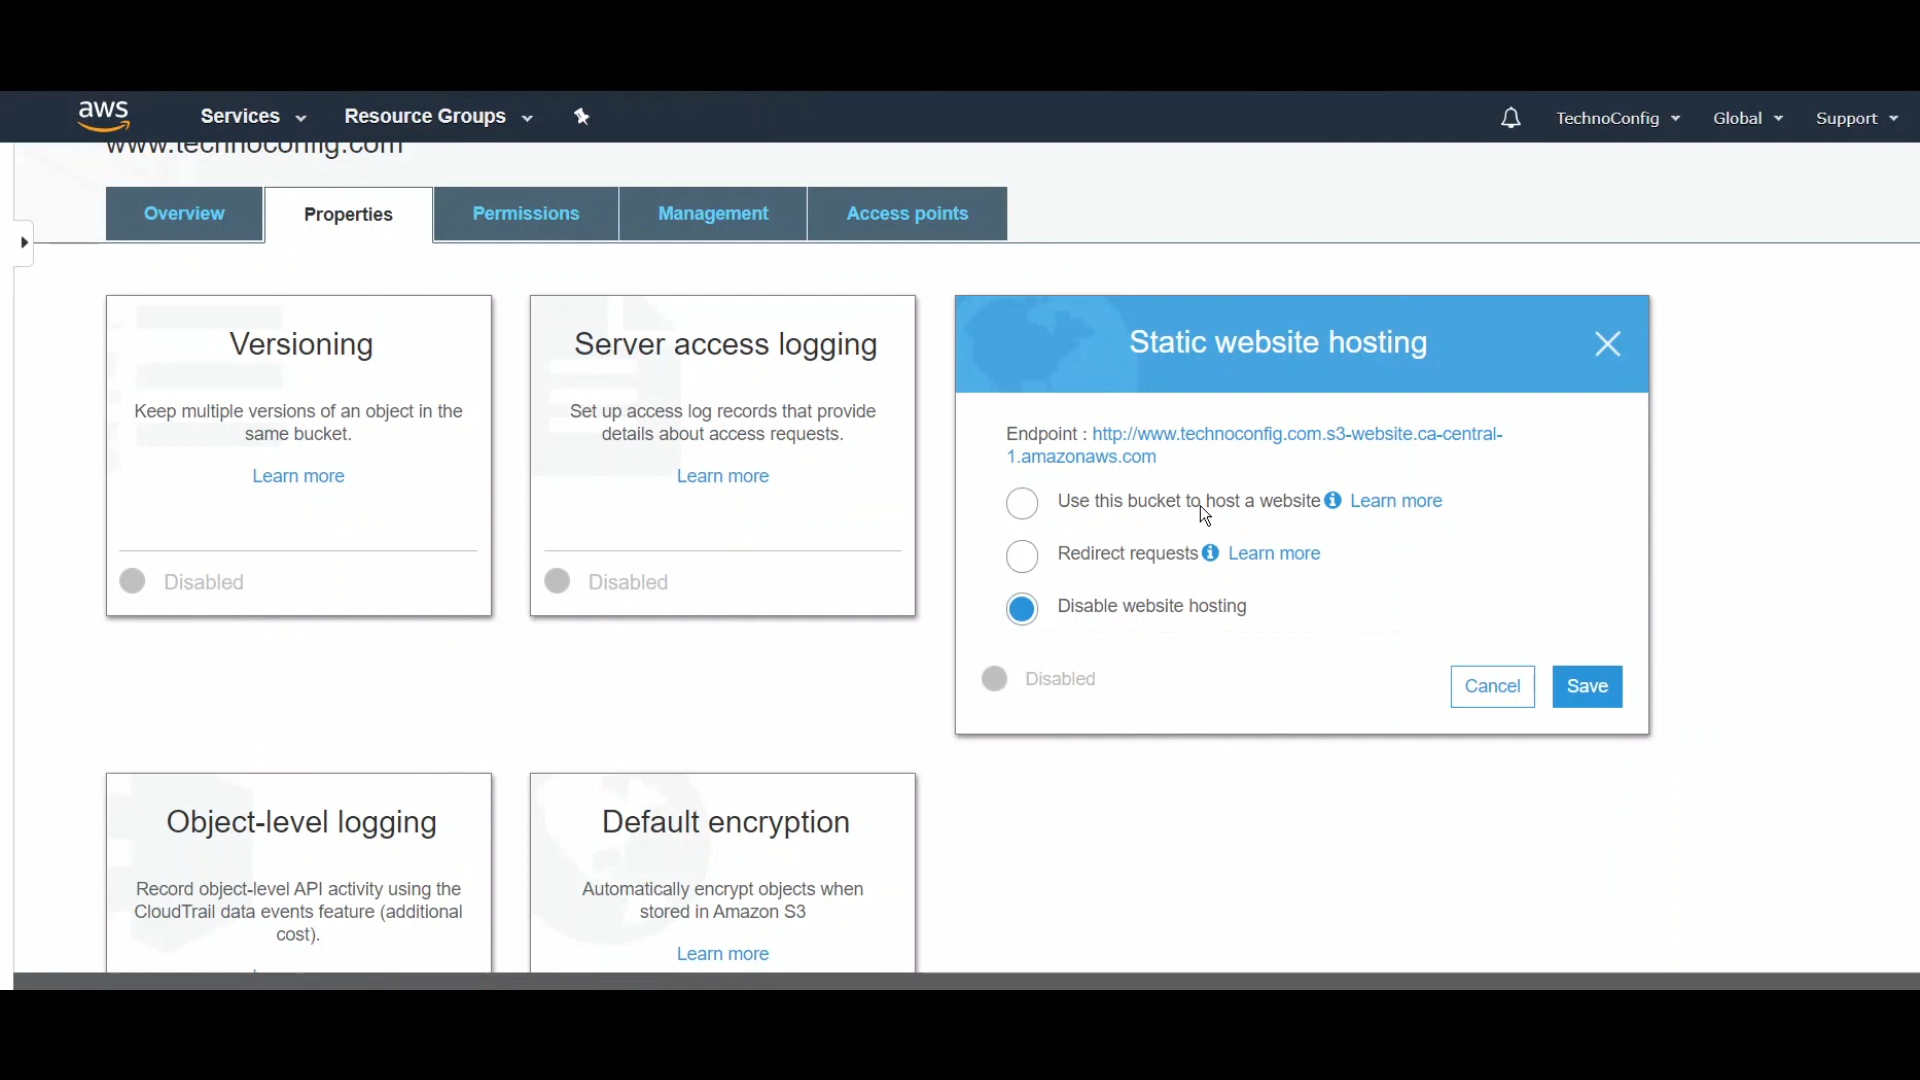 aws
Services
Resource Groups
TechnoConfig
Global
Support
www.technoconfig.com
Overview
Properties
Permissions
Management
Access points
Versioning
Keep multiple versions of an object in the
same bucket.
Learn more
Disabled
Server access logging
Set up access log records that provide
details about access requests.
Learn more
Disabled
Static website hosting
Endpoint : http://www.technoconfig.com.s3-website.ca-central-
1.amazonaws.com
Use this bucket to host a website Learn more
Redirect requests Learn more
Disable website hosting
Disabled
Cancel
Save
Object-level logging
Record object-level API activity using the
CloudTrail data events feature (additional
cost).
Default encryption
Automatically encrypt objects when
stored in Amazon S3
Learn more